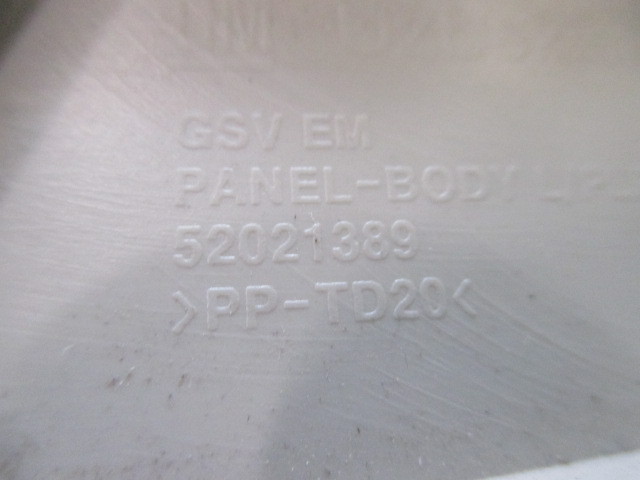 GSV EM
PANEL-BODY
52021389
>PP-TD20<